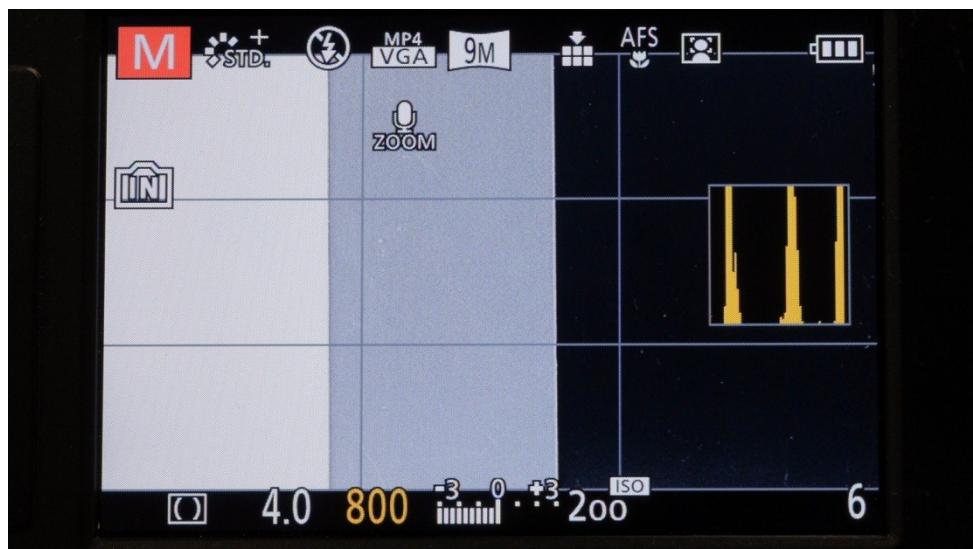 M STD. + MP4 VGA 9M AFS
ZOOM
IN
-3 0 +3 ISO
4.0 800 200 6